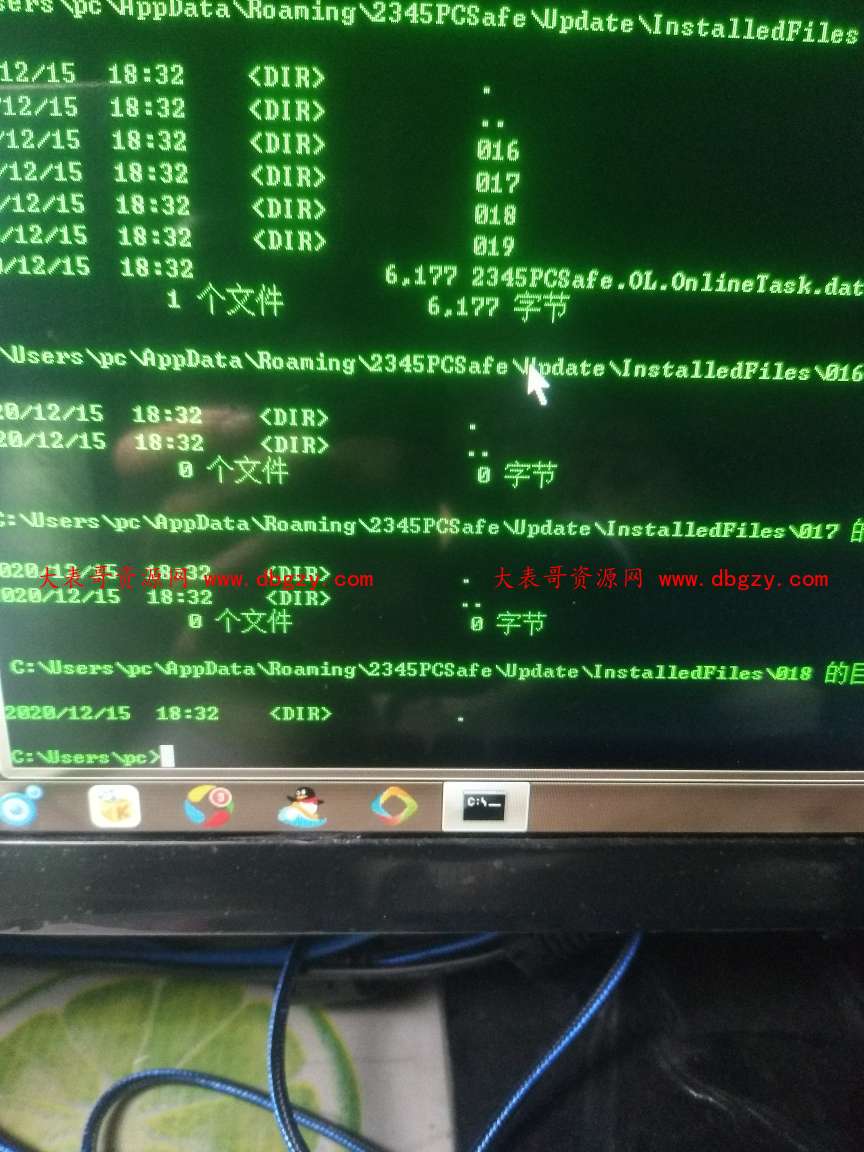 sers\pc\AppData\Roaming\2345PCSafe\Update\InstalledFiles
12/15 18:32 <DIR> .
/12/15 18:32 <DIR> ..
/12/15 18:32 <DIR> 016
/12/15 18:32 <DIR> 017
/12/15 18:32 <DIR> 018
/12/15 18:32 <DIR> 019
0/12/15 18:32 6,177 2345PCSafe.OL.OnlineTask.dat
1 个文件 6,177 字节
\Users\pc\AppData\Roaming\2345PCSafe\Update\InstalledFiles\016
20/12/15 18:32 <DIR> .
20/12/15 18:32 <DIR> ..
0 个文件 0 字节
C:\Users\pc\AppData\Roaming\2345PCSafe\Update\InstalledFiles\017 的
2020/12/15 18:32 <DIR> .
大表哥资源网 www.dbgzy.com 大表哥资源网 www.dbgzy.com
2020/12/15 18:32 <DIR> ..
0 个文件 0 字节
C:\Users\pc\AppData\Roaming\2345PCSafe\Update\InstalledFiles\018 的目
2020/12/15 18:32 <DIR> .
C:\Users\pc>
C:\_